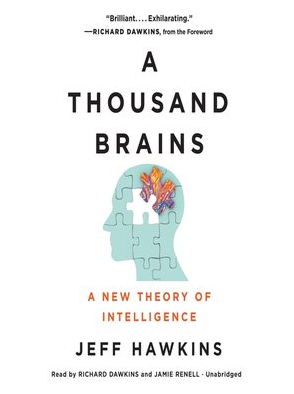 "Brilliant. . . . Exhilarating."
—RICHARD DAWKINS, from the Foreword
A
THOUSAND
BRAINS
A NEW THEORY OF
INTELLIGENCE
JEFF HAWKINS
Read by RICHARD DAWKINS and JAMIE RENELL · Unabridged